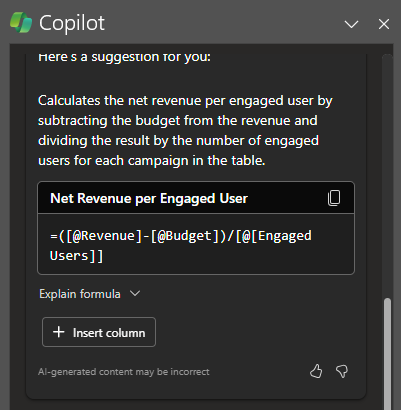 Copilot
Here's a suggestion for you:
Calculates the net revenue per engaged user by
subtracting the budget from the revenue and
dividing the result by the number of engaged
users for each campaign in the table.
Net Revenue per Engaged User
=([@Revenue]-[@Budget])/[@[Engaged
Users]]
Explain formula
+ Insert column
AI-generated content may be incorrect